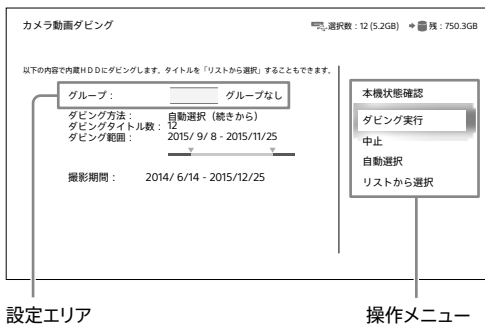 カメラ動画ダビング
選択数 : 12 (5.2GB) 残 : 750.3GB
以下の内容で内蔵HDDにダビングします。タイトルを「リストから選択」することもできます。
グループ : グループなし
ダビング方法 : 自動選択（続きから）
ダビングタイトル数 : 12
ダビング範囲 : 2015/ 9/ 8 - 2015/11/25
撮影期間 : 2014/ 6/14 - 2015/12/25
本機状態確認
ダビング実行
中止
自動選択
リストから選択
設定エリア
操作メニュー